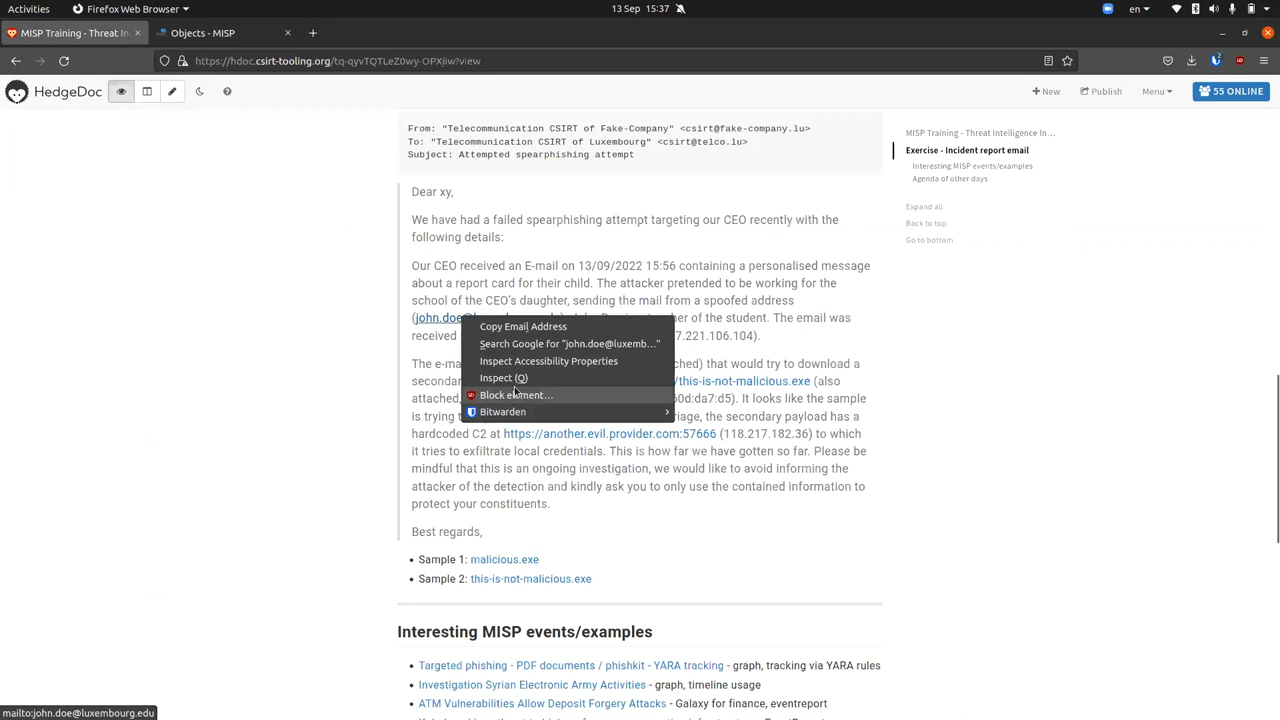 Activities Firefox Web Browser 13 Sep 15:37 en
MISP Training - Threat In × Objects - MISP × +
https://hdoc.csirt-tooling.org/tq-qyvTQTLeZ0wy-OPXjiw?view
HedgeDoc + New Publish Menu 55 ONLINE
From: "Telecommunication CSIRT of Fake-Company" <csirt@fake-company.lu>
To: "Telecommunication CSIRT of Luxembourg" <csirt@telco.lu>
Subject: Attempted spearphishing attempt
MISP Training - Threat Intelligence In…
Exercise - Incident report email
Interesting MISP events/examples
Agenda of other days
Expand all
Back to top
Go to bottom
Dear xy,
We have had a failed spearphishing attempt targeting our CEO recently with the
following details:
Our CEO received an E-mail on 13/09/2022 15:56 containing a personalised message
about a report card for their child. The attacker pretended to be working for the
school of the CEO's daughter, sending the mail from a spoofed address
(john.doe her of the student. The email was
received 7.221.106.104).
Copy Email Address
Search Google for "john.doe@luxemb…"
Inspect Accessibility Properties
Inspect (Q)
Block element…
Bitwarden
The e-ma ched) that would try to download a
seconda /this-is-not-malicious.exe (also
attached, 60d:da7:d5). It looks like the sample
is trying t riage, the secondary payload has a
hardcoded C2 at https://another.evil.provider.com:57666 (118.217.182.36) to which
it tries to exfiltrate local credentials. This is how far we have gotten so far. Please be
mindful that this is an ongoing investigation, we would like to avoid informing the
attacker of the detection and kindly ask you to only use the contained information to
protect your constituents.
Best regards,
• Sample 1: malicious.exe
• Sample 2: this-is-not-malicious.exe
Interesting MISP events/examples
• Targeted phishing - PDF documents / phishkit - YARA tracking - graph, tracking via YARA rules
• Investigation Syrian Electronic Army Activities - graph, timeline usage
• ATM Vulnerabilities Allow Deposit Forgery Attacks - Galaxy for finance, eventreport
mailto:john.doe@luxembourg.edu